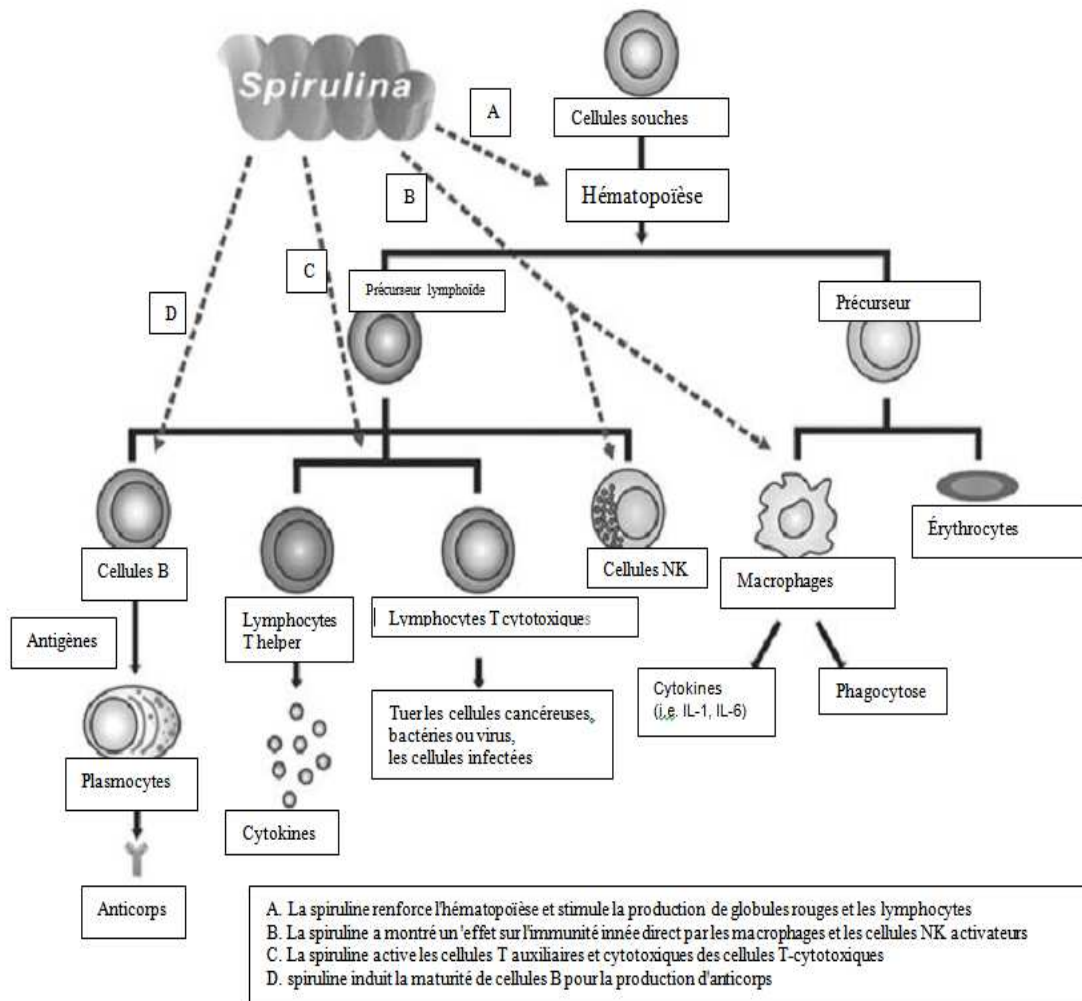 Spirulina
A
Cellules souches
B
Hématopoïèse
C
Précurseur lymphoïde
D
Précurseur
Cellules B
Lymphocytes
T helper
Lymphocytes T cytotoxiques
Cellules NK
Macrophages
Érythrocytes
Antigènes
Plasmocytes
Anticorps
Cytokines
Tuer les cellules cancéreuses,
bactéries ou virus,
les cellules infectées
Cytokines
(i.e. IL-1, IL-6)
Phagocytose
A. La spiruline renforce l'hématopoïèse et stimule la production de globules rouges et les lymphocytes
B. La spiruline a montré un 'effet sur l'immunité innée direct par les macrophages et les cellules NK activateurs
C. La spiruline active les cellules T auxiliaires et cytotoxiques des cellules T-cytotoxiques
D. spiruline induit la maturité de cellules B pour la production d'anticorps